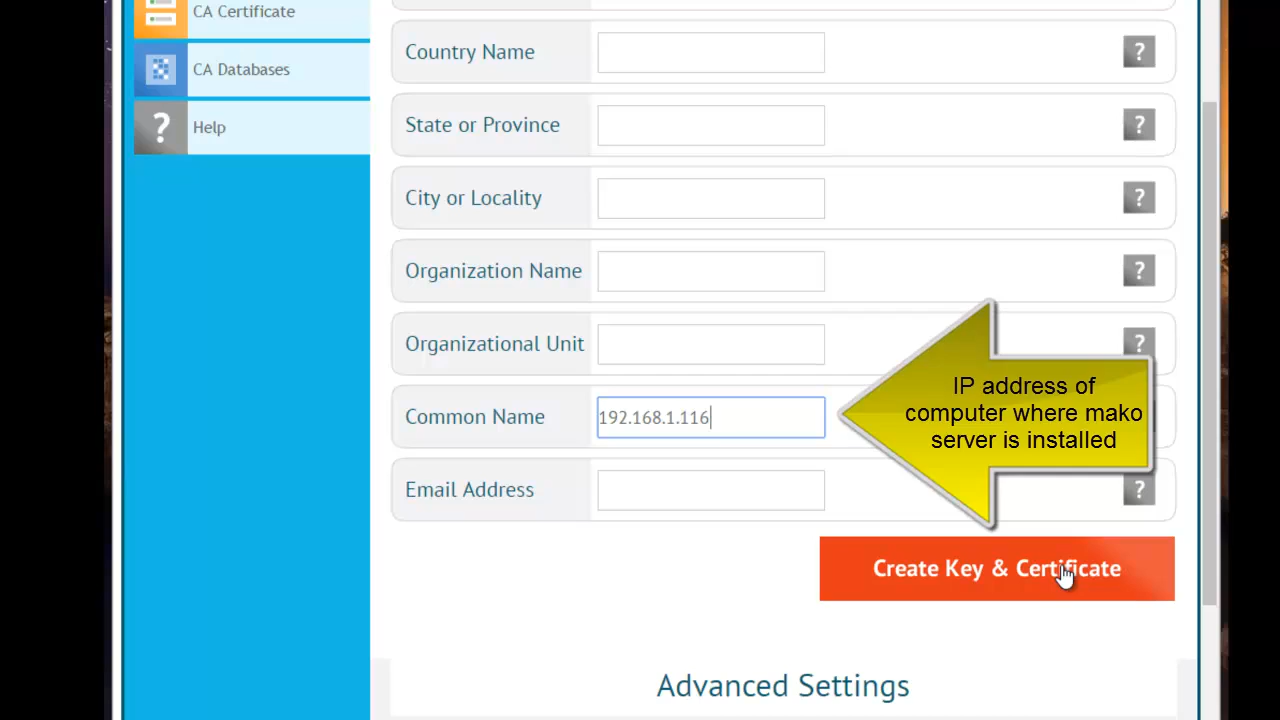 CA Certificate
CA Databases
?
Help
Country Name
?
State or Province
?
City or Locality
?
Organization Name
?
Organizational Unit
?
Common Name
192.168.1.116
IP address of
computer where mako
server is installed
Email Address
?
Create Key & Certificate
Advanced Settings